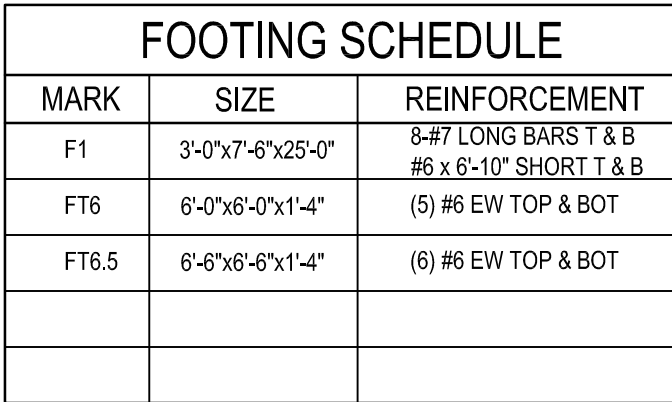 FOOTING SCHEDULE
MARK SIZE REINFORCEMENT
F1 3'-0"x7'-6"x25'-0" 8-#7 LONG BARS T & B
#6 x 6'-10" SHORT T & B
FT6 6'-0"x6'-0"x1'-4" (5) #6 EW TOP & BOT
FT6.5 6'-6"x6'-6"x1'-4" (6) #6 EW TOP & BOT